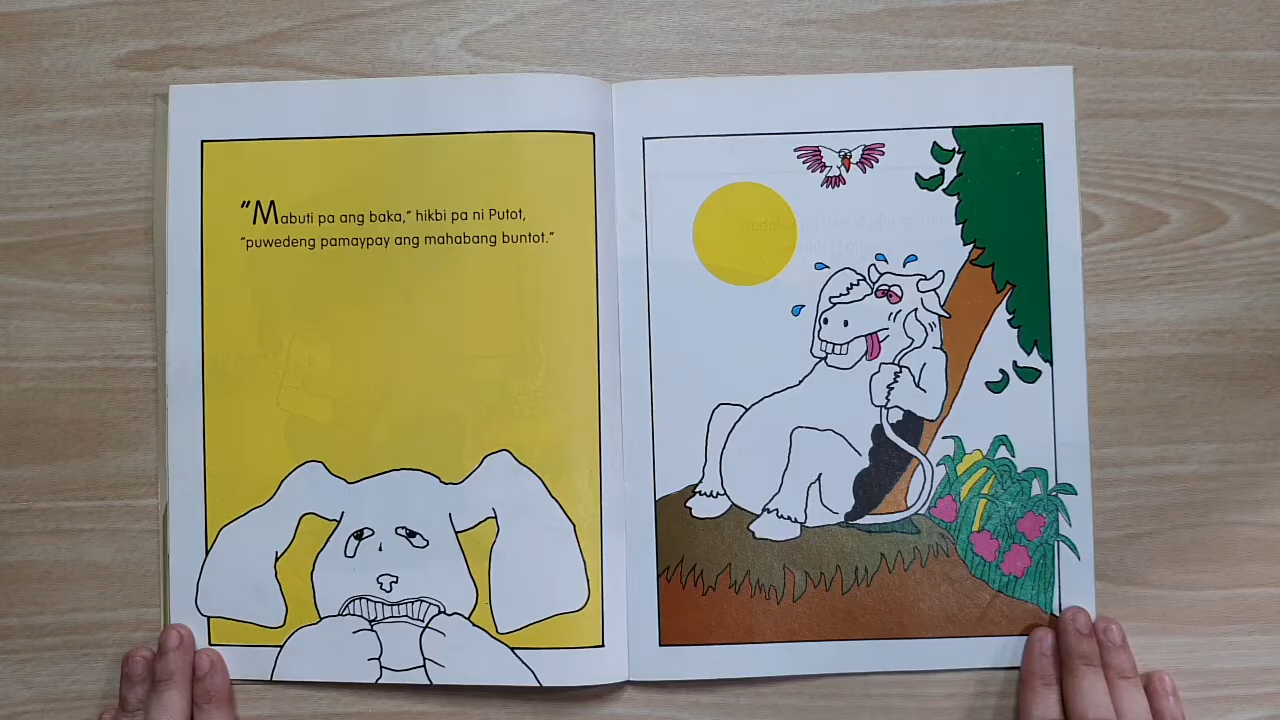 “Mabuti pa ang baka,” hikbi pa ni Putot,
“puwedeng pamaypay ang mahabang buntot.”